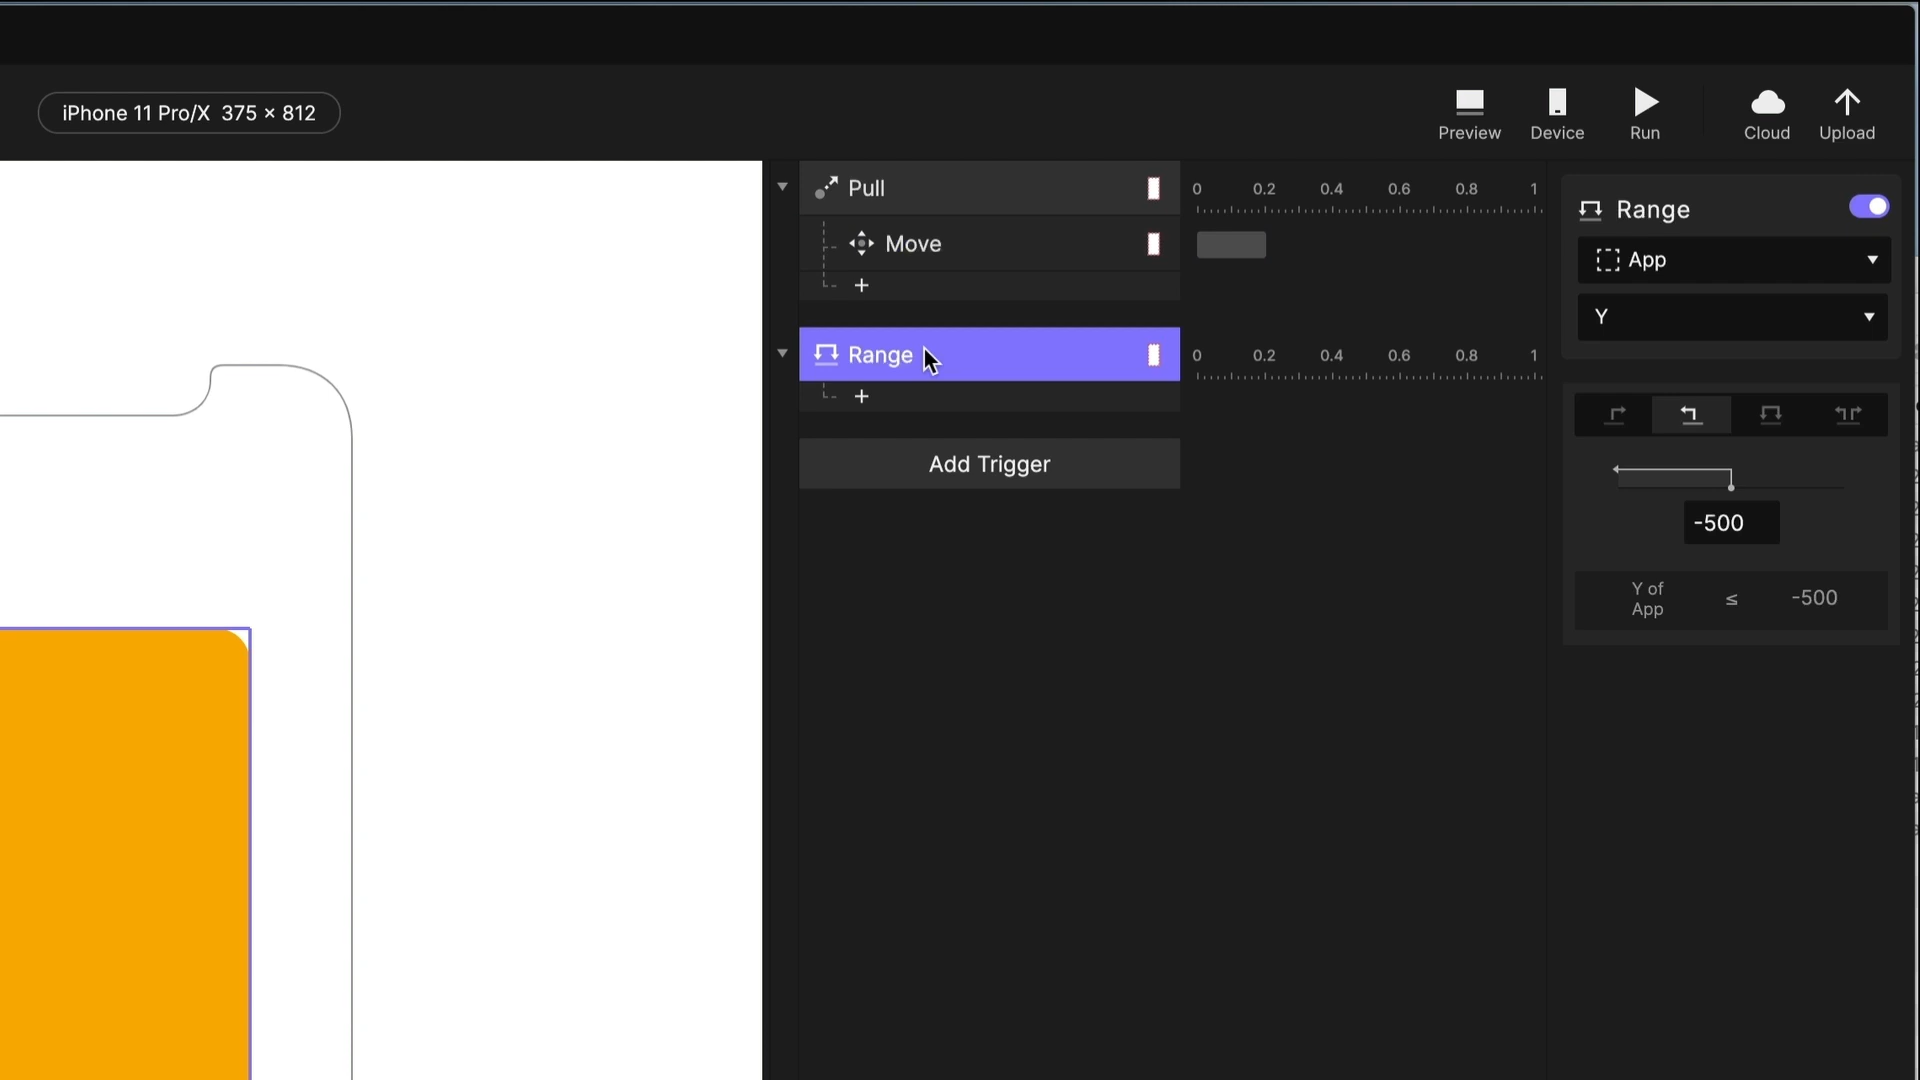 iPhone 11 Pro/X 375 × 812
Preview
Device
Run
Cloud
Upload
Pull
0 0.2 0.4 0.6 0.8 1
Move
+
Range
0 0.2 0.4 0.6 0.8 1
+
Add Trigger
Range
App
Y
-500
Y of
App
≤
-500